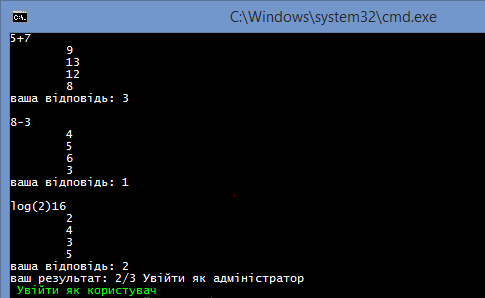 C:\Windows\system32\cmd.exe
5+7
9
13
12
8
ваша відповідь: 3
8-3
4
5
6
3
ваша відповідь: 1
log(2)16
2
4
3
5
ваша відповідь: 2
ваш результат: 2/3 Увійти як адміністратор
Увійти як користувач